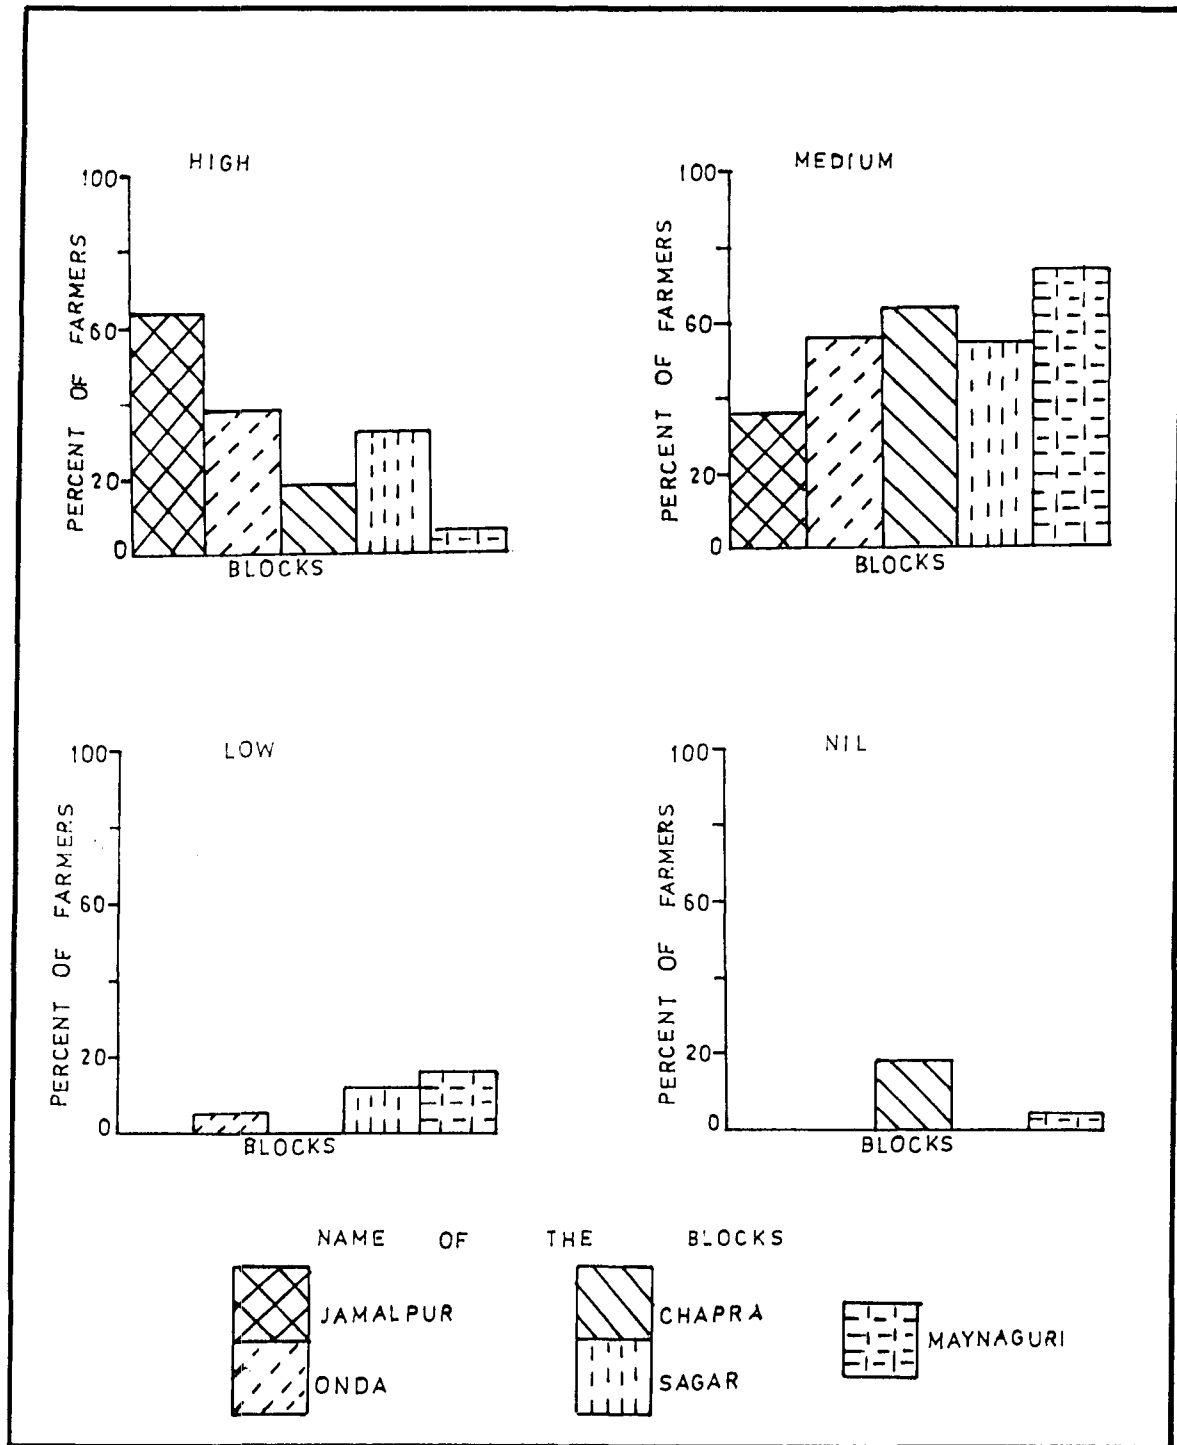 HIGH
100
60
20
0
PERCENT OF FARMERS
BLOCKS
MEDIUM
100
60
20
0
PERCENT OF FARMERS
BLOCKS
LOW
100
60
20
0
PERCENT OF FARMERS
BLOCKS
NIL
100
60
20
0
PERCENT OF FARMERS
BLOCKS
NAME OF THE BLOCKS
JAMALPUR
ONDA
CHAPRA
SAGAR
MAYNAGURI